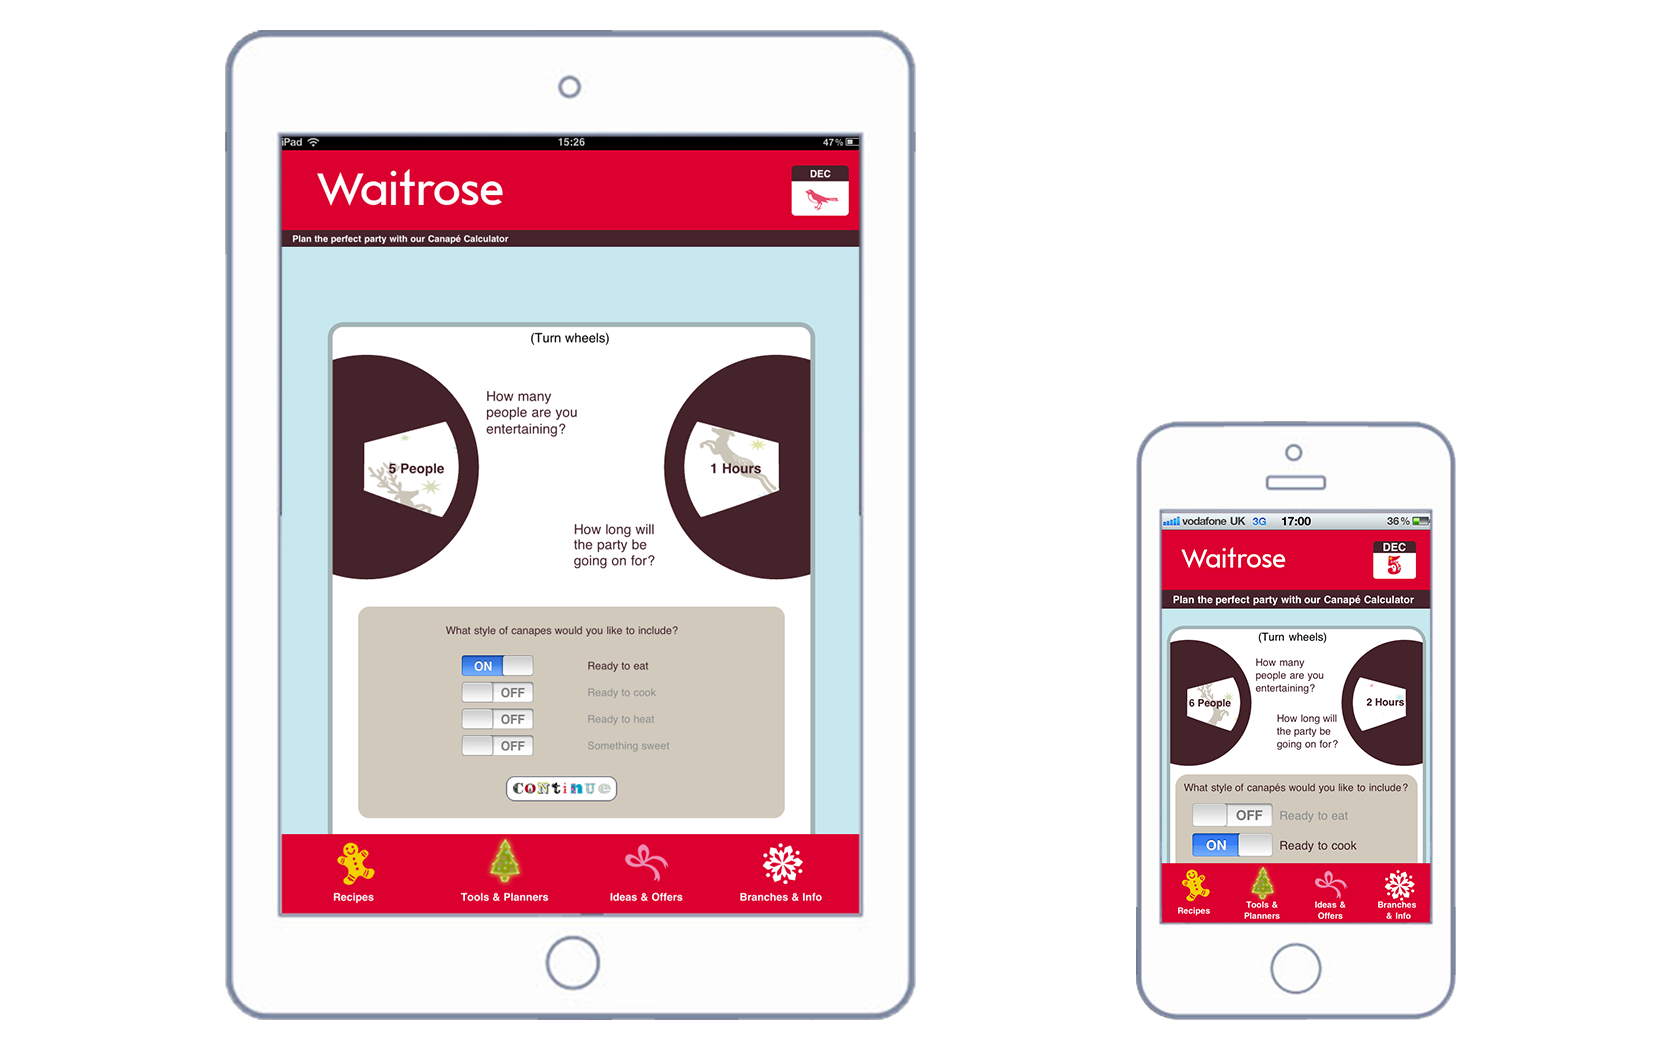 iPad
15:26
47%
Waitrose
DEC
Plan the perfect party with our Canapé Calculator
(Turn wheels)
How many
people are you
entertaining?
5 People
1 Hours
How long will
the party be
going on for?
What style of canapes would you like to include?
ON Ready to eat
OFF Ready to cook
OFF Ready to heat
OFF Something sweet
CONtinUe
Recipes
Tools & Planners
Ideas & Offers
Branches & Info
vodafone UK 3G 17:00 36%
Waitrose
DEC
5
Plan the perfect party with our Canapé Calculator
(Turn wheels)
How many
people are you
entertaining?
6 People
2 Hours
How long will
the party be
going on for?
What style of canapés would you like to include?
OFF Ready to eat
ON Ready to cook
Recipes
Tools &
Planners
Ideas &
Offers
Branches
& Info